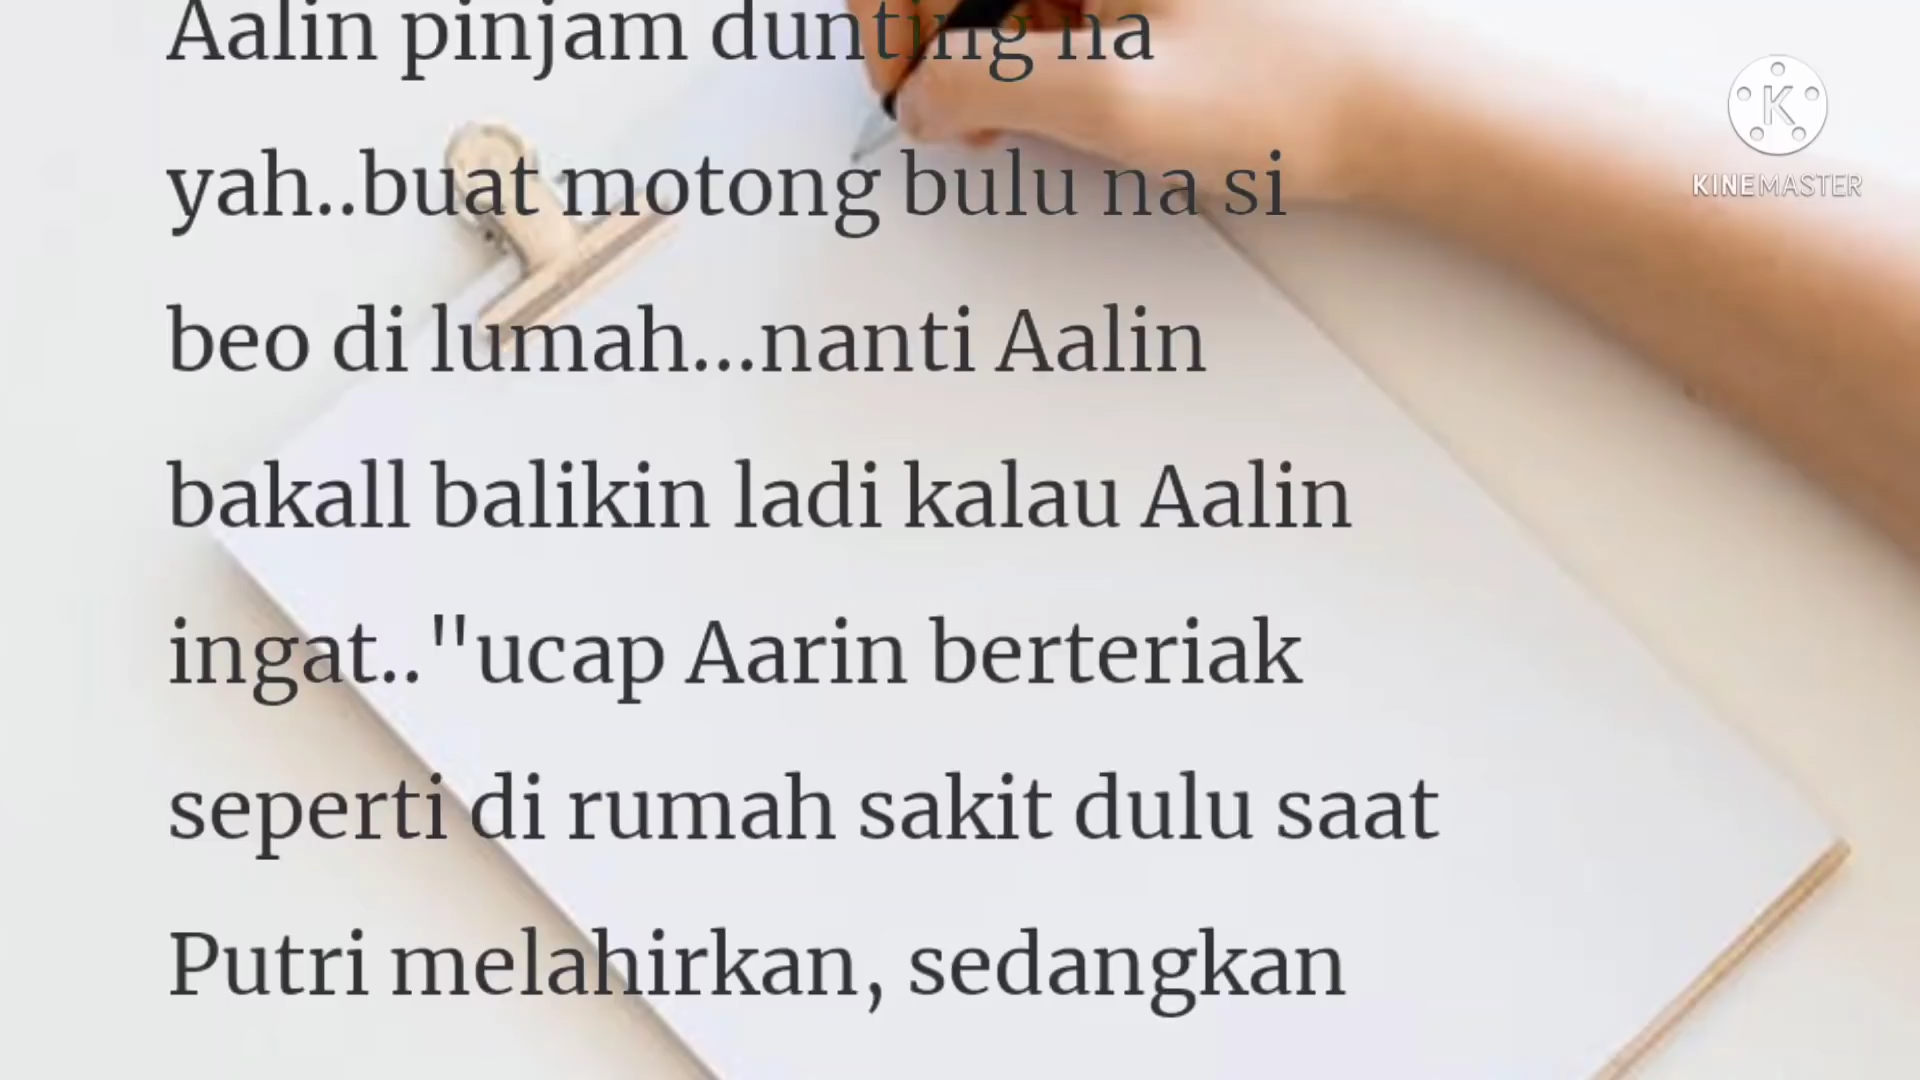 Aalin pinjam dunting na
yah..buat motong bulu na si
beo di lumah...nanti Aalin
bakall balikin ladi kalau Aalin
ingat.."ucap Aarin berteriak
seperti di rumah sakit dulu saat
Putri melahirkan, sedangkan
K
KINEMASTER